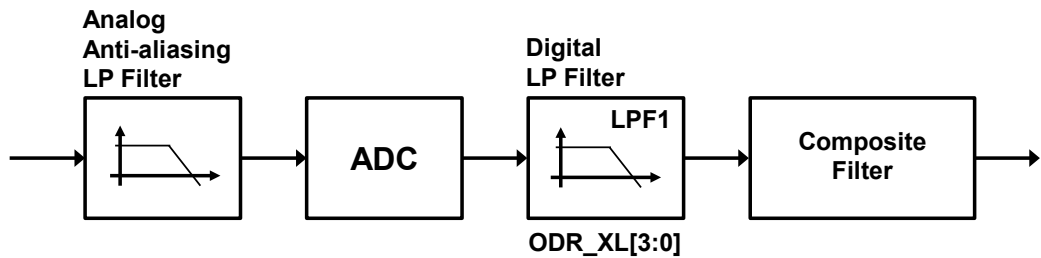 Analog
Anti-aliasing
LP Filter
ADC
Digital
LP Filter
LPF1
ODR_XL[3:0]
Composite
Filter